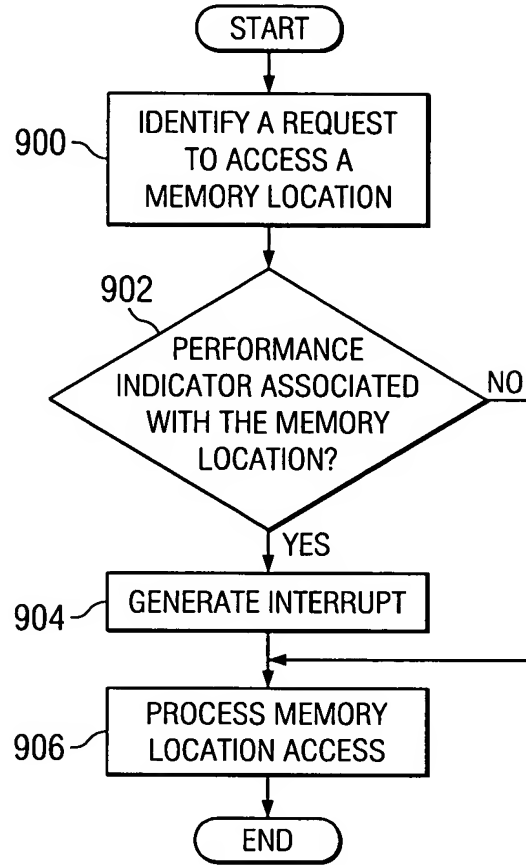 START
900
IDENTIFY A REQUEST
TO ACCESS A
MEMORY LOCATION
902
PERFORMANCE
INDICATOR ASSOCIATED
WITH THE MEMORY
LOCATION?
NO
YES
904
GENERATE INTERRUPT
906
PROCESS MEMORY
LOCATION ACCESS
END